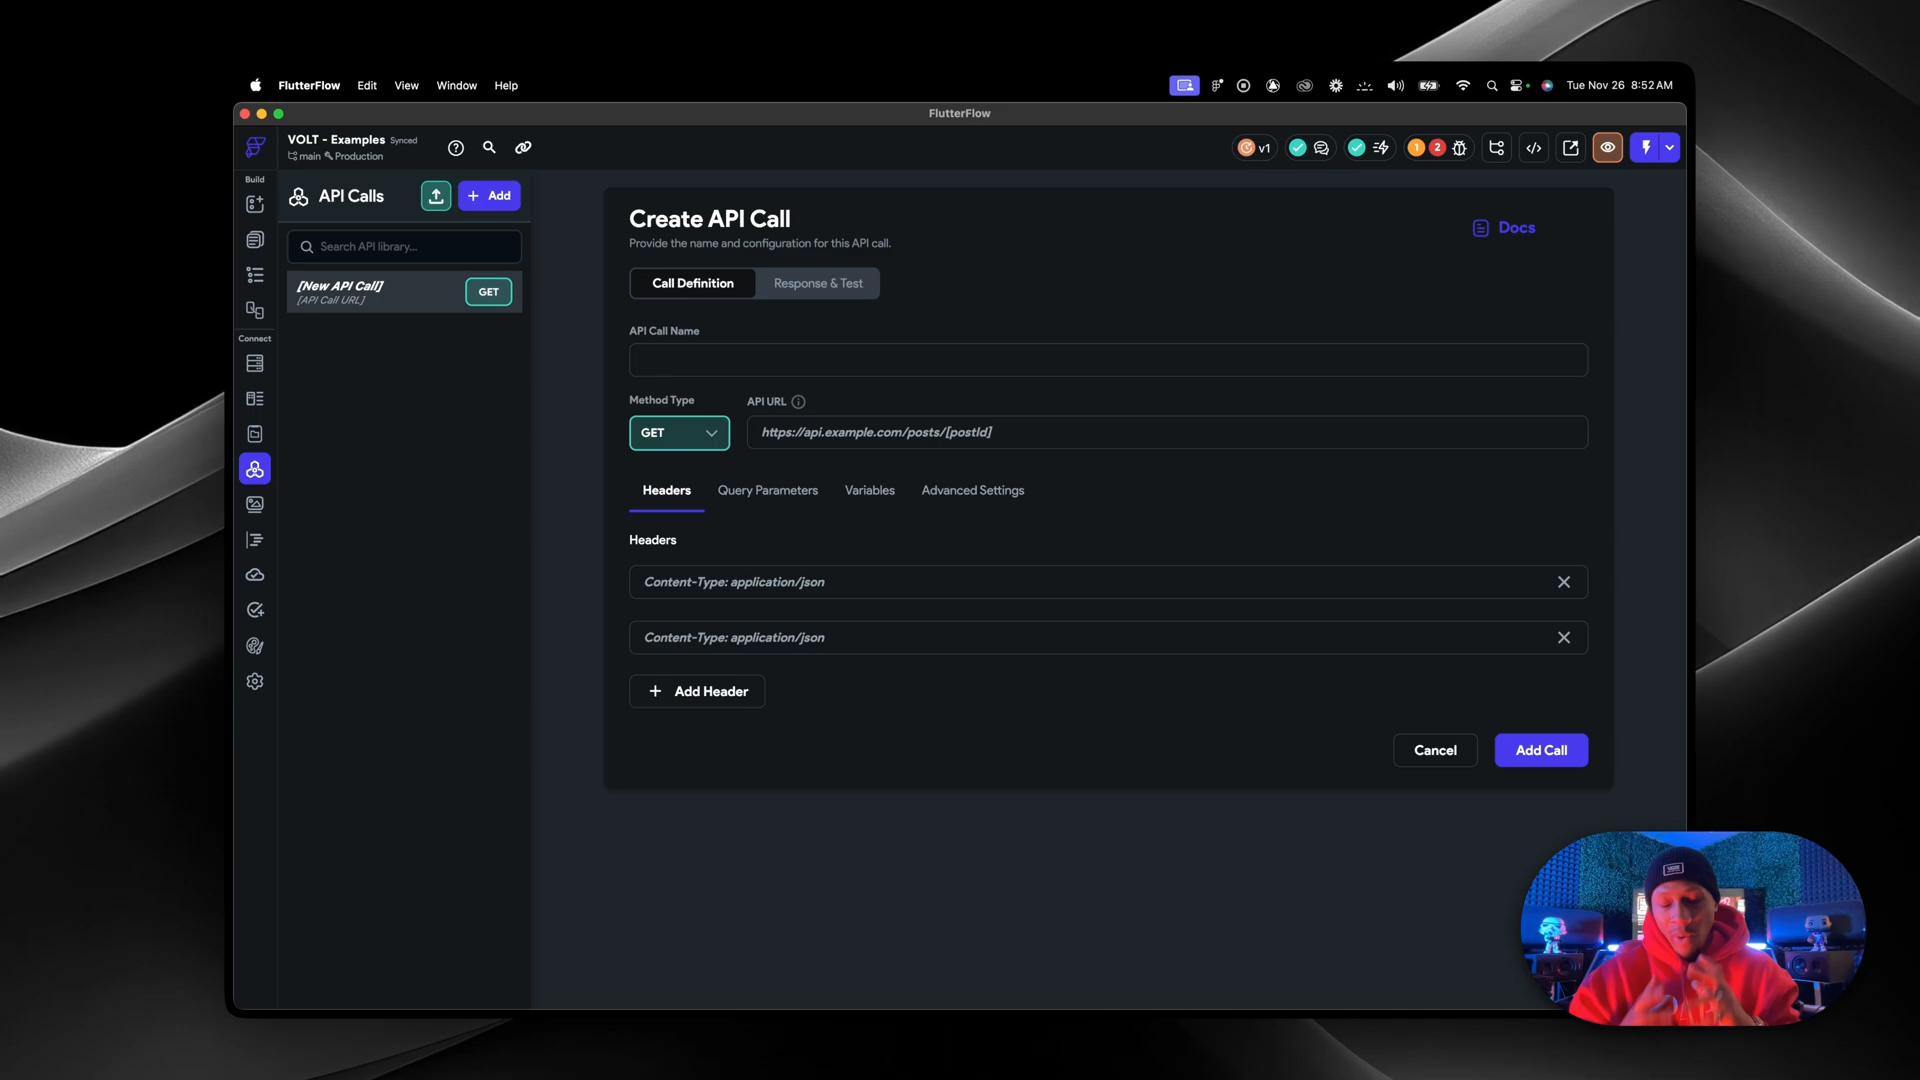 FlutterFlow Edit View Window Help
Tue Nov 26 8:52 AM
FlutterFlow
VOLT - Examples Synced
main Production
v1
1 2
Build
API Calls
Add
Search API library...
[New API Call]
[API Call URL]
GET
Connect
Create API Call
Provide the name and configuration for this API call.
Docs
Call Definition
Response & Test
API Call Name
Method Type
API URL
GET
https://api.example.com/posts/[postId]
Headers
Query Parameters
Variables
Advanced Settings
Headers
Content-Type: application/json
Content-Type: application/json
Add Header
Cancel
Add Call